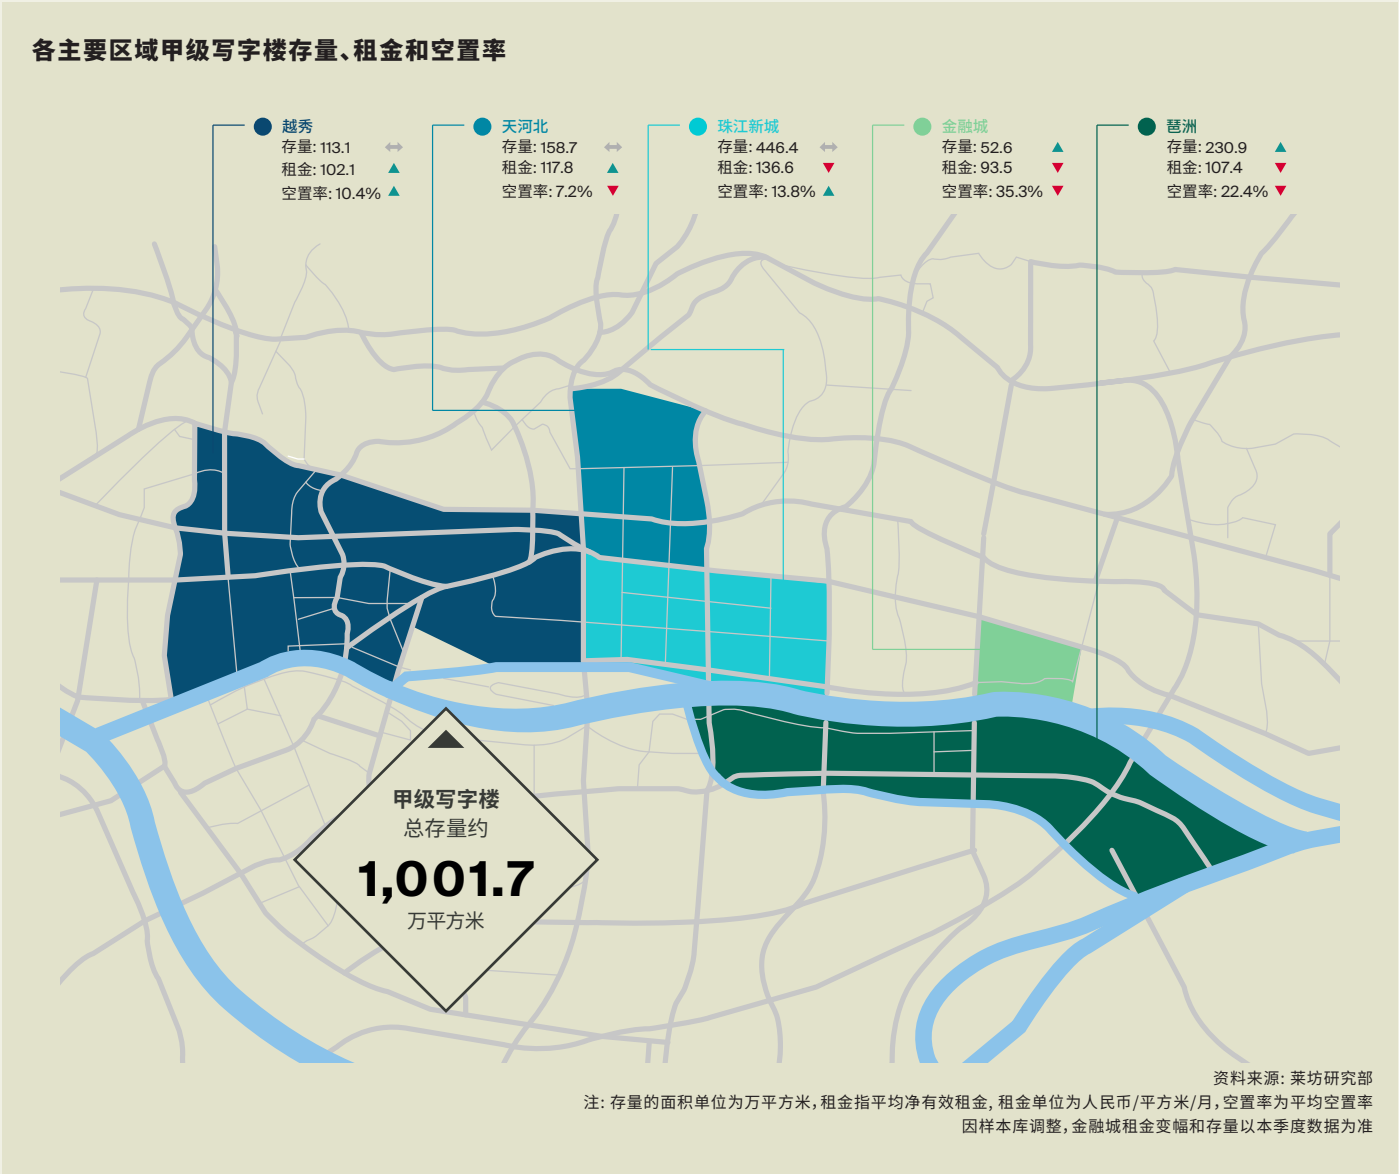 各主要区域甲级写字楼存量、租金和空置率
越秀
存量: 113.1
租金: 102.1
空置率: 10.4%
天河北
存量: 158.7
租金: 117.8
空置率: 7.2%
珠江新城
存量: 446.4
租金: 136.6
空置率: 13.8%
金融城
存量: 52.6
租金: 93.5
空置率: 35.3%
琶洲
存量: 230.9
租金: 107.4
空置率: 22.4%
甲级写字楼
总存量约
1,001.7
万平方米
资料来源: 莱坊研究部
注: 存量的面积单位为万平方米,租金指平均净有效租金, 租金单位为人民币/平方米/月,空置率为平均空置率
因样本库调整,金融城租金变幅和存量以本季度数据为准